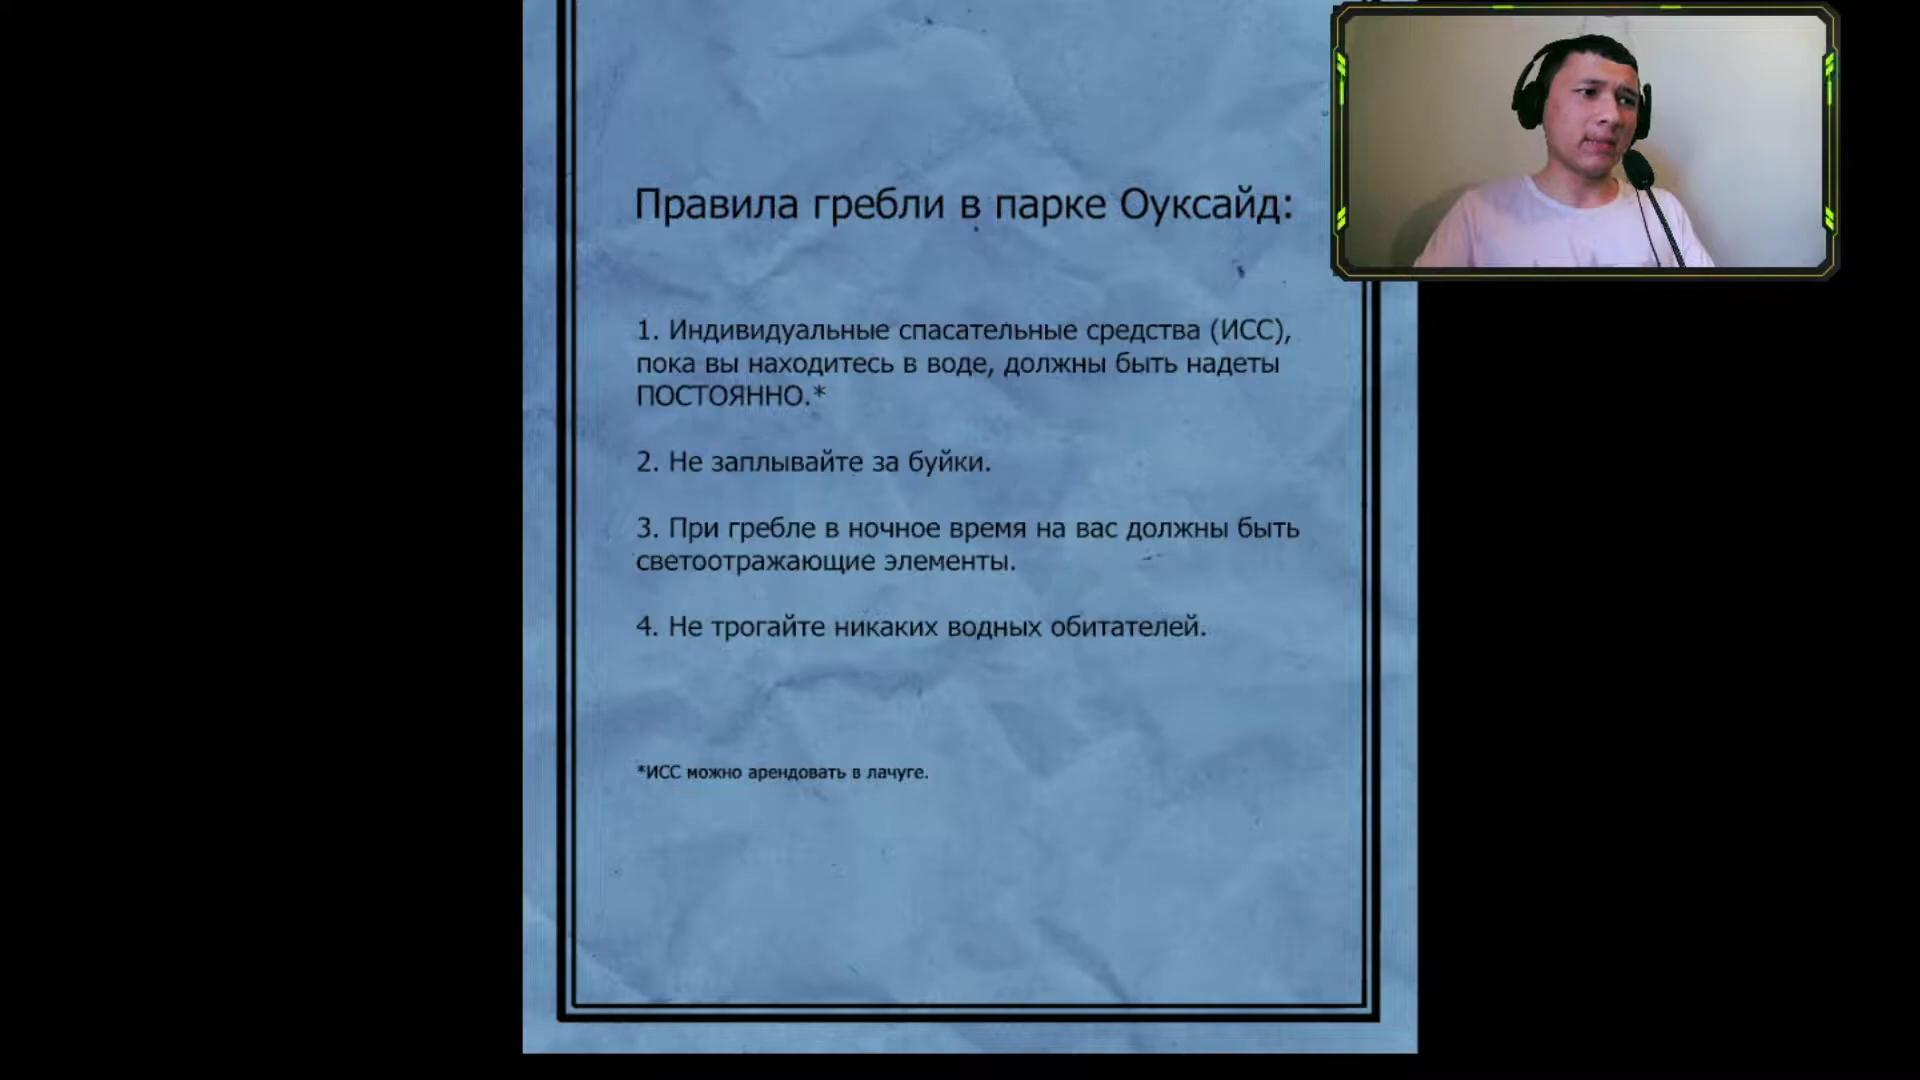 Правила гребли в парке Оуксайд:
1. Индивидуальные спасательные средства (ИСС),
пока вы находитесь в воде, должны быть надеты
ПОСТОЯННО.*
2. Не заплывайте за буйки.
3. При гребле в ночное время на вас должны быть
светоотражающие элементы.
4. Не трогайте никаких водных обитателей.
*ИСС можно арендовать в лачуге.